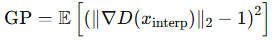 GP = 𝔼[(‖∇D(x_interp)‖₂ − 1)²]